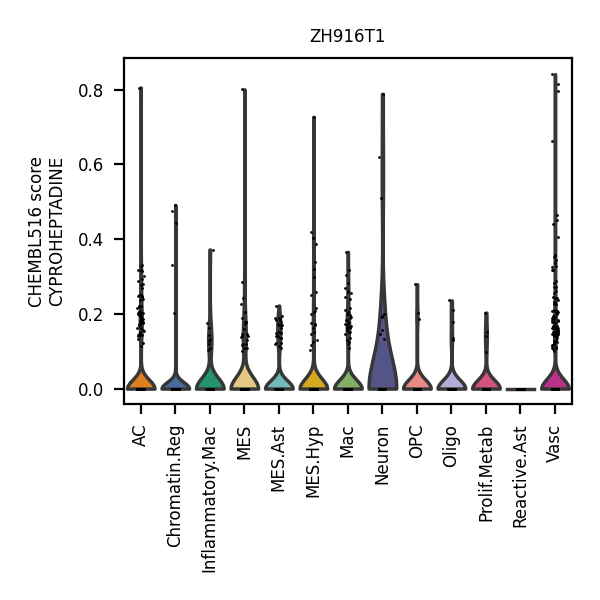 ZH916T1
CHEMBL516 score
CYPROHEPTADINE
0.8
0.6
0.4
0.2
0.0
AC
Chromatin.Reg
Inflammatory.Mac
MES
MES.Ast
MES.Hyp
Mac
Neuron
OPC
Oligo
Prolif.Metab
Reactive.Ast
Vasc